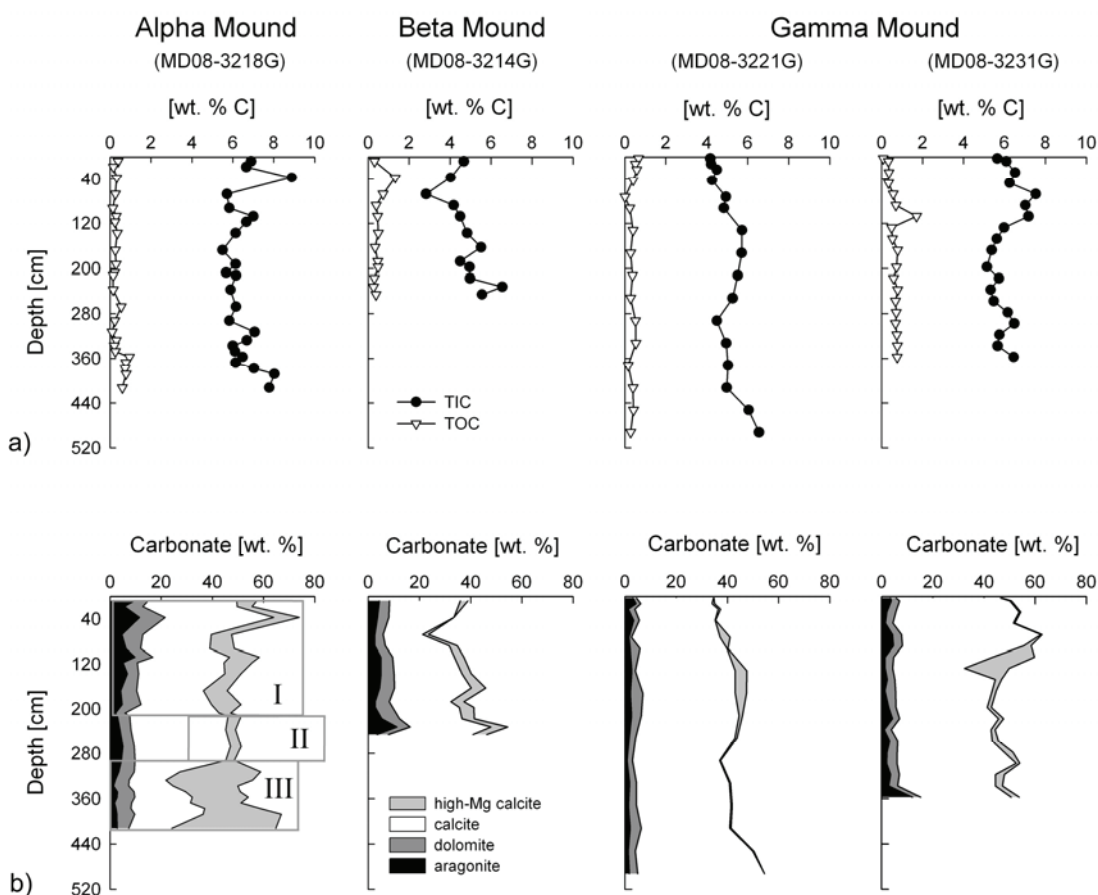 a)
Alpha Mound Beta Mound Gamma Mound
(MD08-3218G) (MD08-3214G) (MD08-3221G) (MD08-3231G)
[wt. % C] [wt. % C] [wt. % C] [wt. % C]
0 2 4 6 8 10 0 2 4 6 8 10 0 2 4 6 8 10 0 2 4 6 8 10
Depth [cm]
40
120
200
280
360
440
520
TIC
TOC
a)
Carbonate [wt. %] Carbonate [wt. %] Carbonate [wt. %] Carbonate [wt. %]
0 20 40 60 80 0 20 40 60 80 0 20 40 60 80 0 20 40 60 80
Depth [cm]
40
120
200
280
360
440
520
I
II
III
high-Mg calcite
calcite
dolomite
aragonite
b)